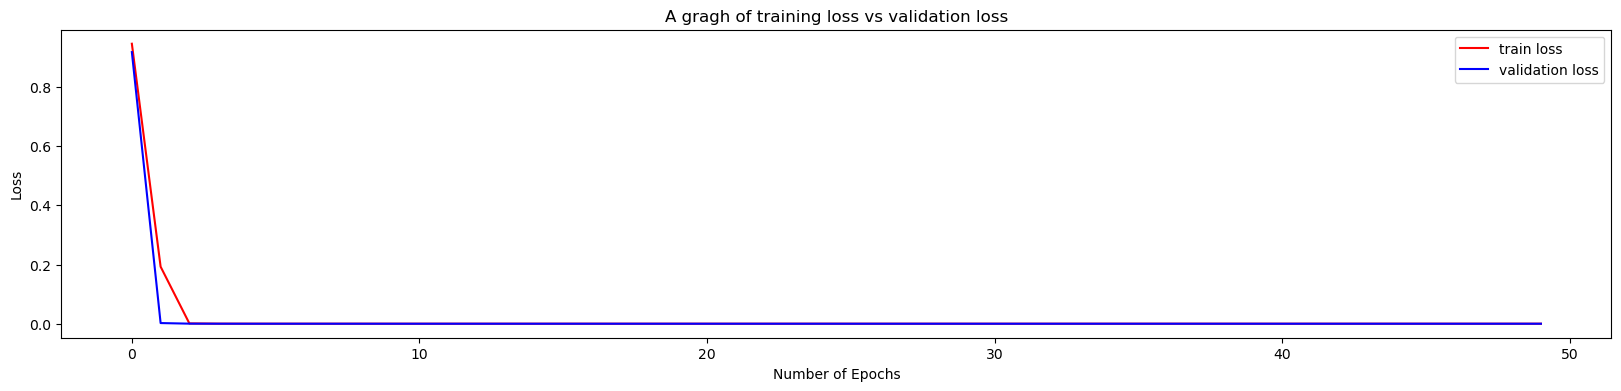 A gragh of training loss vs validation loss
train loss
validation loss
Loss
0.8
0.6
0.4
0.2
0.0
0 10 20 30 40 50
Number of Epochs